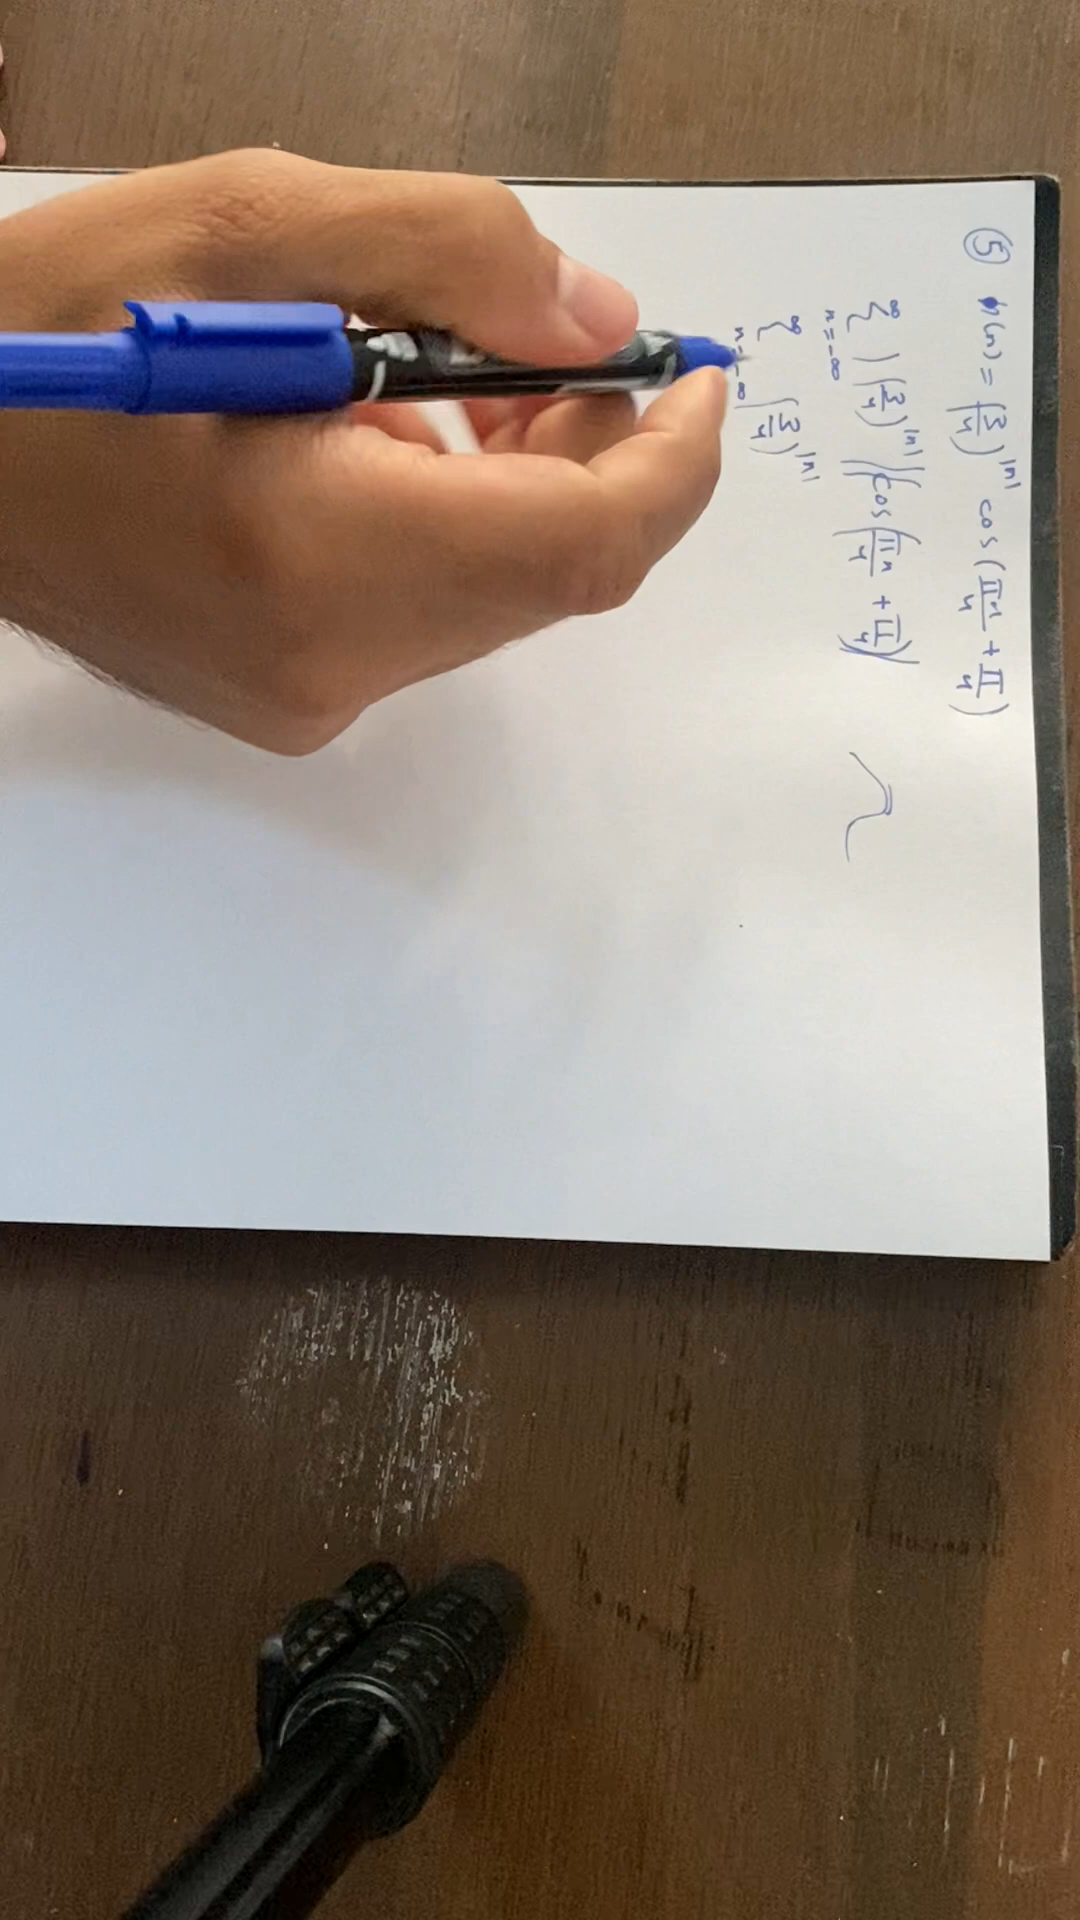 ⑤ h(n) = (3/4)^|n| cos(πn/4 + π/4)
∞ Σ n=-∞ |(3/4)^|n|| |cos(πn/4 + π/4)|
∞ Σ n=-∞ (3/4)^|n|